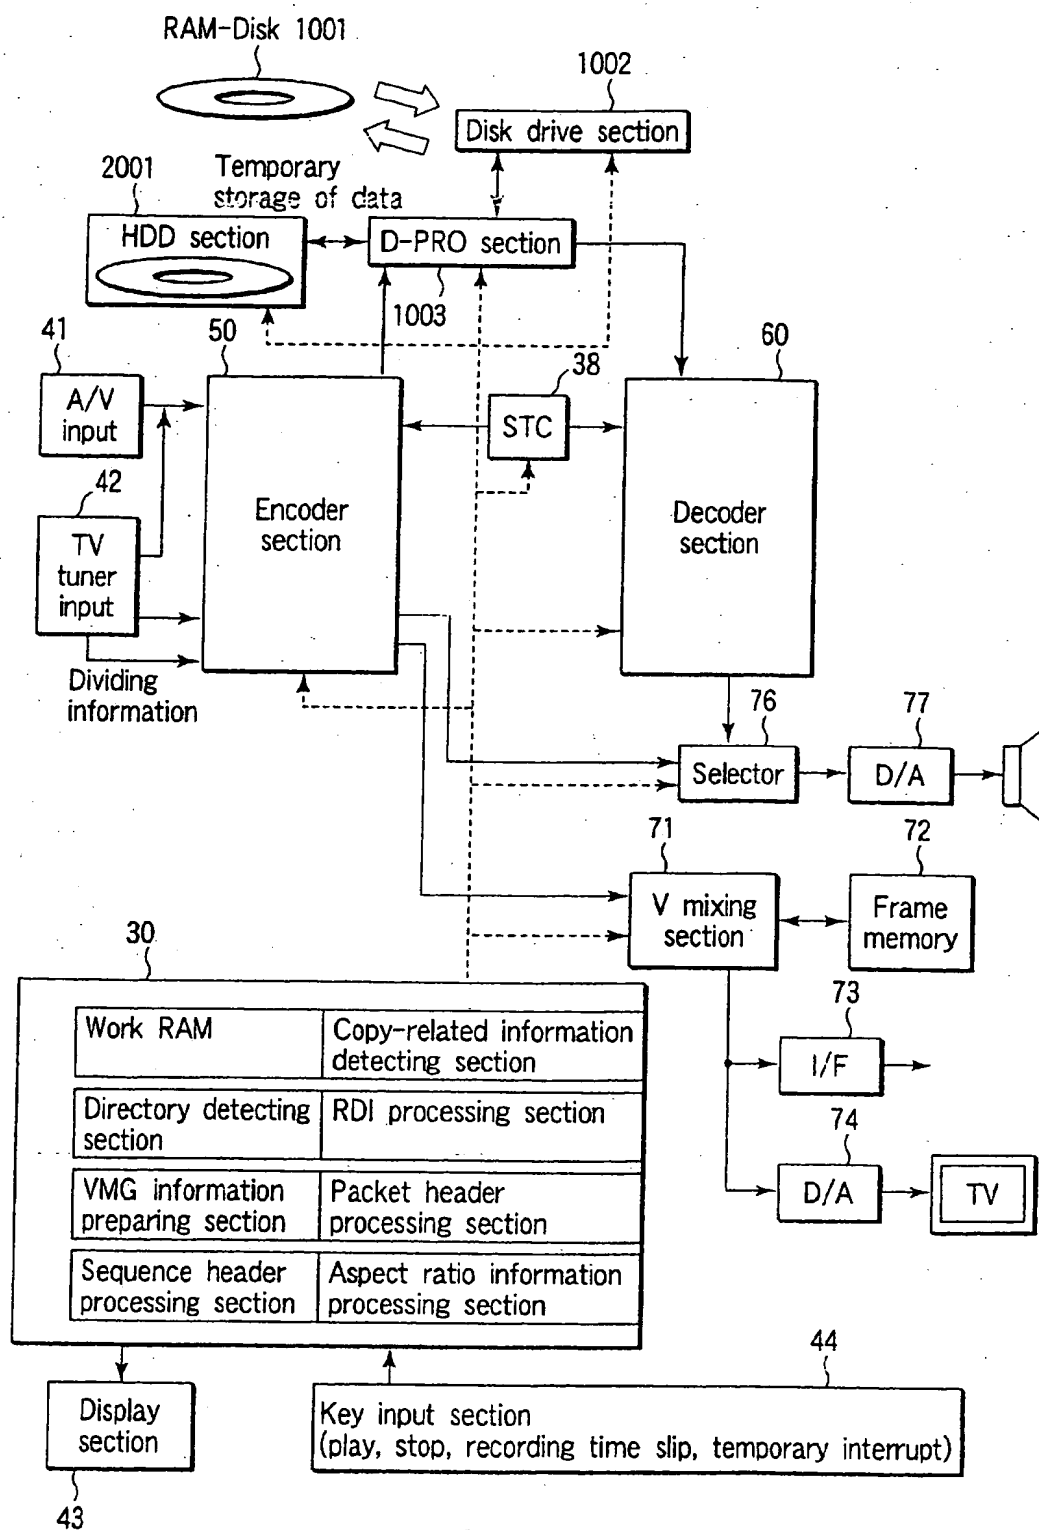 RAM-Disk 1001
1002
Disk drive section
2001
Temporary
storage of data
HDD section
D-PRO section
1003
41
50
38
60
A/V
input
STC
42
TV
tuner
input
Encoder
section
Decoder
section
Dividing
information
76
77
Selector
D/A
71
72
V mixing
section
Frame
memory
30
73
Work RAM
Copy-related information
detecting section
I/F
Directory detecting
section
RDI processing section
74
VMG information
preparing section
Packet header
processing section
D/A
TV
Sequence header
processing section
Aspect ratio information
processing section
44
Display
section
Key input section
(play, stop, recording time slip, temporary interrupt)
43